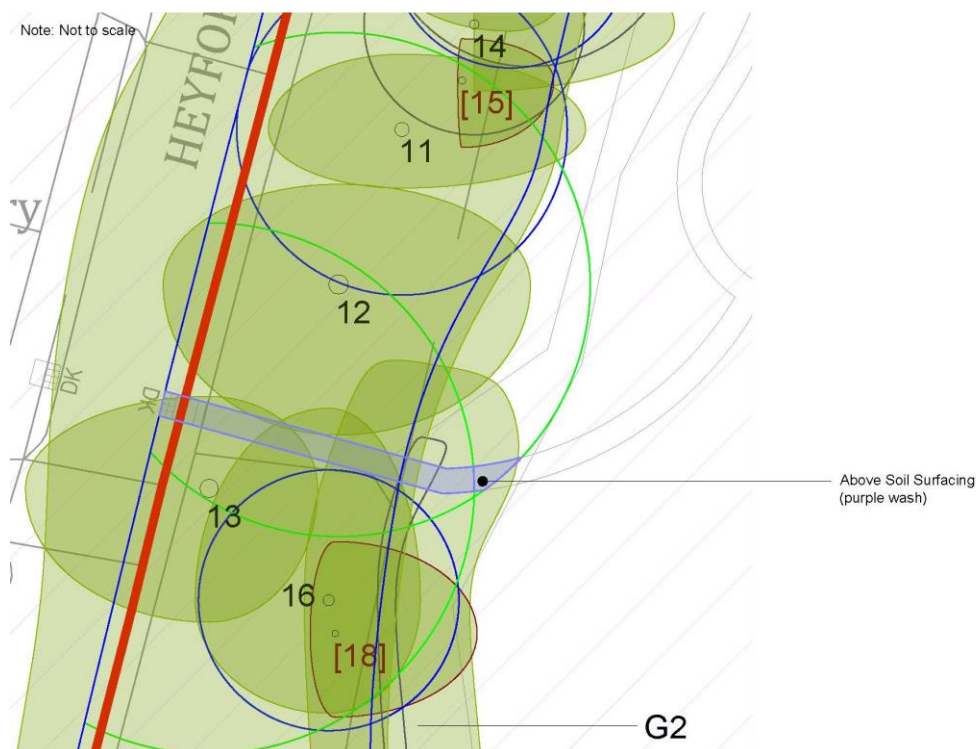 Note: Not to scale
HEYFOR
14
[15]
11
ry
12
DK
DK
13
Above Soil Surfacing
(purple wash)
16
[18]
G2